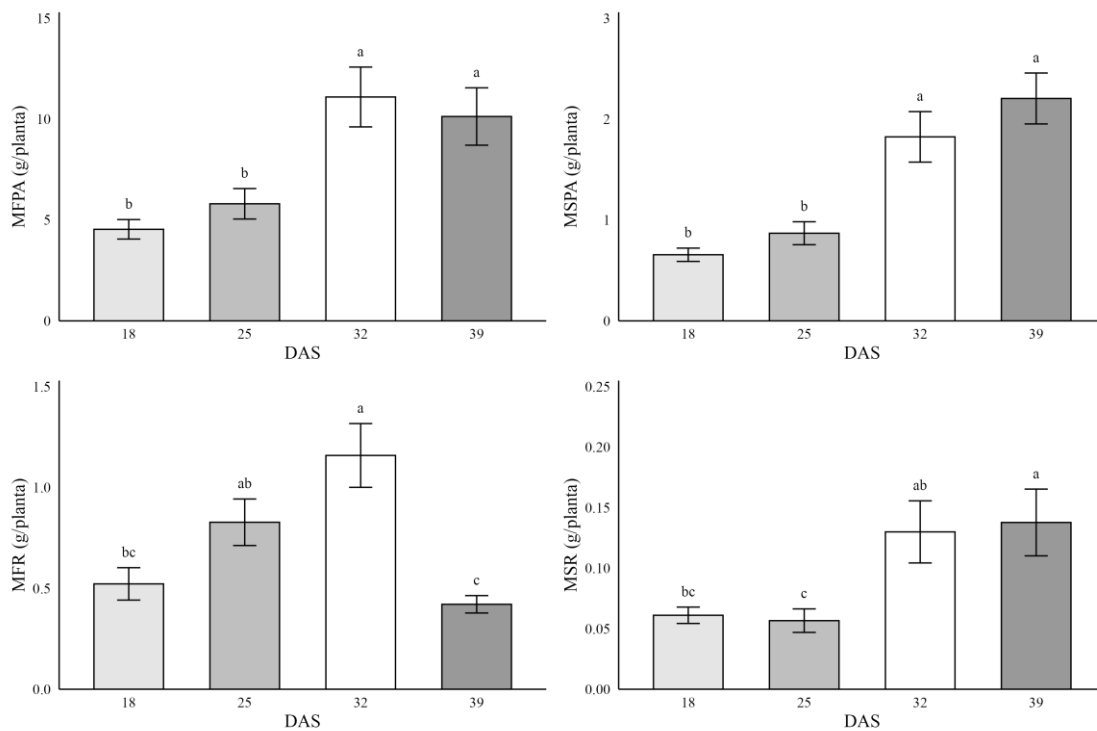 MFPA (g/planta)
15
10
5
0
b
b
a
a
18 25 32 39
DAS
MSPA (g/planta)
3
2
1
0
b
b
a
a
18 25 32 39
DAS
MFR (g/planta)
1.5
1.0
0.5
0.0
bc
ab
a
c
18 25 32 39
DAS
MSR (g/planta)
0.25
0.20
0.15
0.10
0.05
0.00
bc
c
ab
a
18 25 32 39
DAS